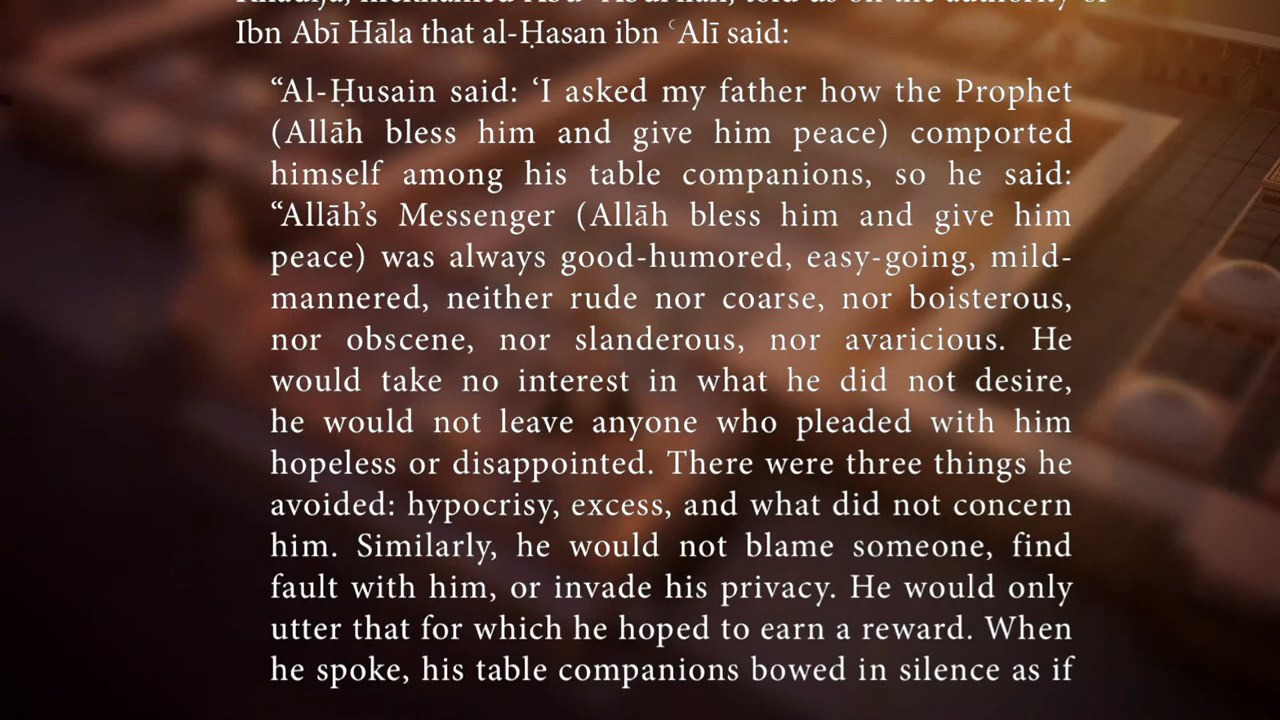 Ibn Abī Hāla that al-Ḥasan ibn ʿAlī said:
“Al-Ḥusain said: ‘I asked my father how the Prophet
(Allāh bless him and give him peace) comported
himself among his table companions, so he said:
“Allāh’s Messenger (Allāh bless him and give him
peace) was always good-humored, easy-going, mild-
mannered, neither rude nor coarse, nor boisterous,
nor obscene, nor slanderous, nor avaricious. He
would take no interest in what he did not desire,
he would not leave anyone who pleaded with him
hopeless or disappointed. There were three things he
avoided: hypocrisy, excess, and what did not concern
him. Similarly, he would not blame someone, find
fault with him, or invade his privacy. He would only
utter that for which he hoped to earn a reward. When
he spoke, his table companions bowed in silence as if